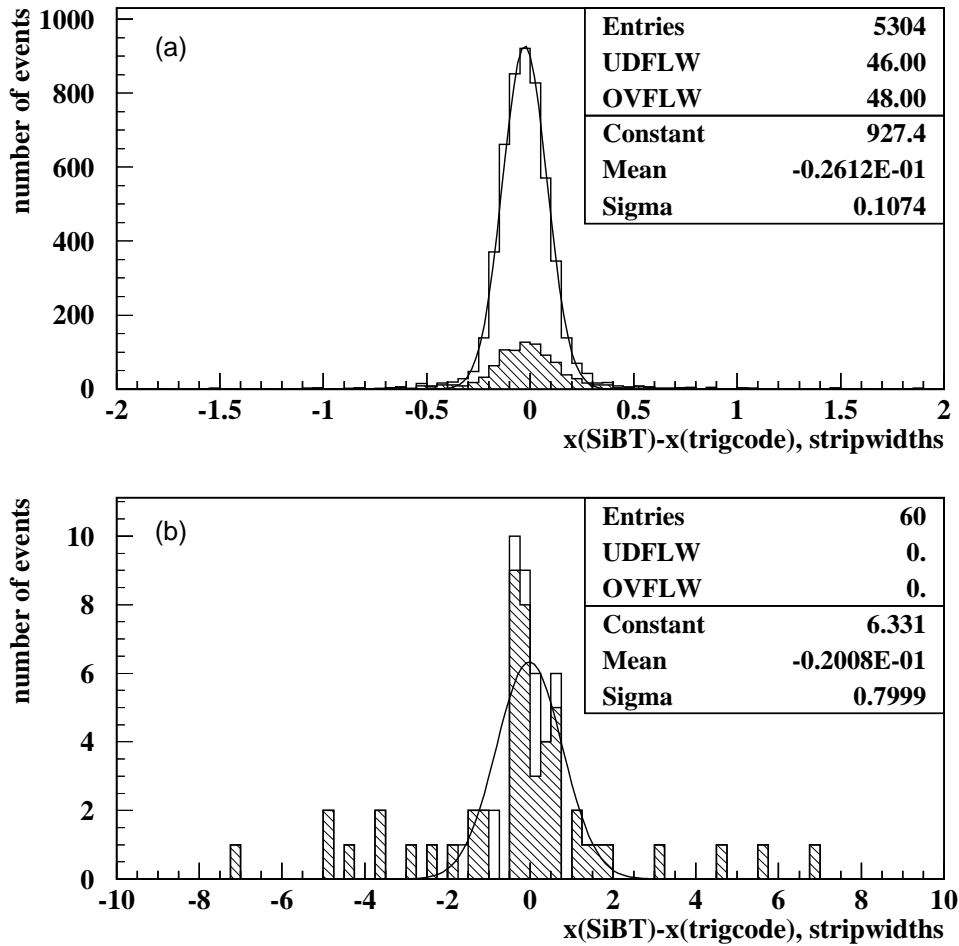 number of events
(a)
1000
800
600
400
200
0
Entries 5304
UDFLW 46.00
OVFLW 48.00
Constant 927.4
Mean -0.2612E-01
Sigma 0.1074
-2 -1.5 -1 -0.5 0 0.5 1 1.5 2
x(SiBT)-x(trigcode), stripwidths
number of events
(b)
10
8
6
4
2
0
Entries 60
UDFLW 0.
OVFLW 0.
Constant 6.331
Mean -0.2008E-01
Sigma 0.7999
-10 -8 -6 -4 -2 0 2 4 6 8 10
x(SiBT)-x(trigcode), stripwidths